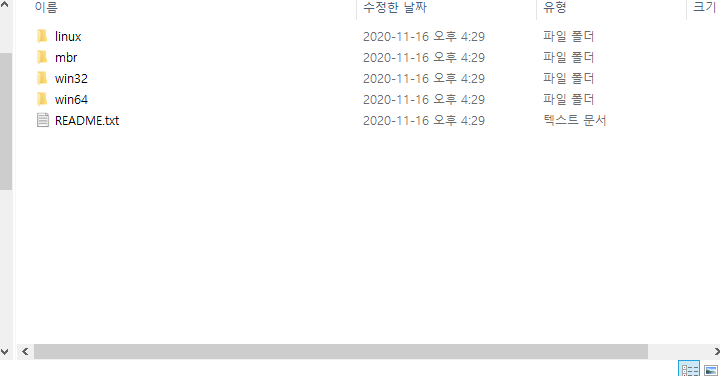 이름 수정한 날짜 유형 크기
linux 2020-11-16 오후 4:29 파일 폴더
mbr 2020-11-16 오후 4:29 파일 폴더
win32 2020-11-16 오후 4:29 파일 폴더
win64 2020-11-16 오후 4:29 파일 폴더
README.txt 2020-11-16 오후 4:29 텍스트 문서